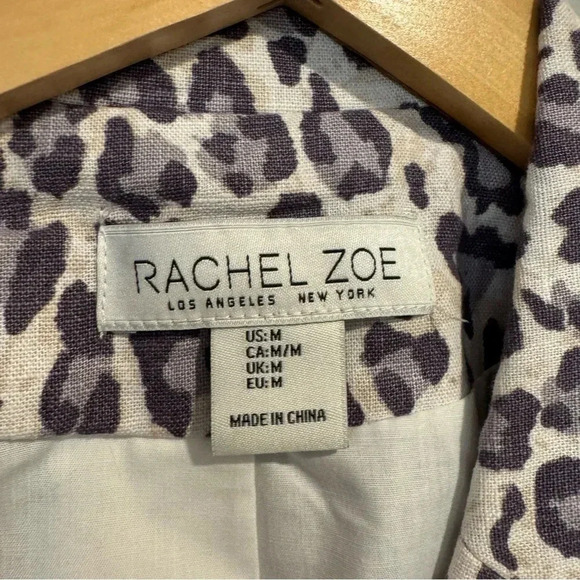 RACHEL ZOE
LOS ANGELES NEW YORK
US: M
CA: M/M
UK: M
EU: M
MADE IN CHINA